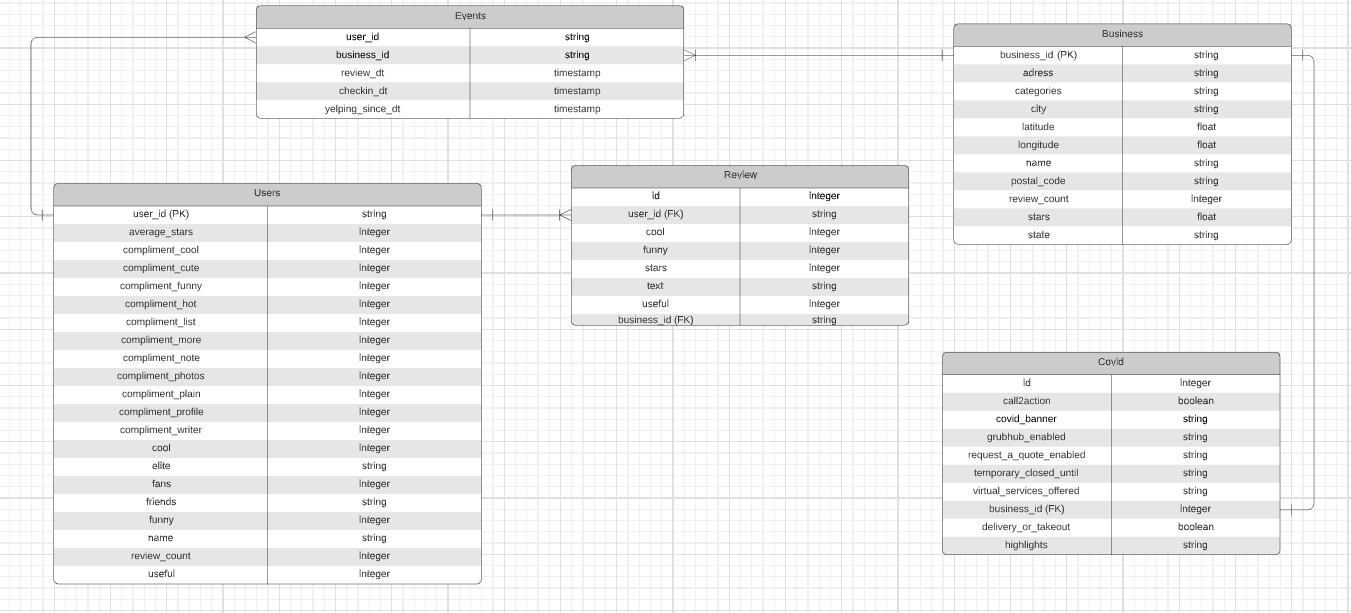 Events
user_id string
business_id string
review_dt timestamp
checkin_dt timestamp
yelping_since_dt timestamp
Business
business_id (PK) string
adress string
categories string
city string
latitude float
longitude float
name string
postal_code string
review_count integer
stars float
state string
Users
user_id (PK) string
average_stars integer
compliment_cool integer
compliment_cute integer
compliment_funny integer
compliment_hot integer
compliment_list integer
compliment_more integer
compliment_note integer
compliment_photos integer
compliment_plain integer
compliment_profile integer
compliment_writer integer
cool integer
elite string
fans integer
friends string
funny integer
name string
review_count integer
useful integer
Review
id integer
user_id (FK) string
cool integer
funny integer
stars integer
text string
useful integer
business_id (FK) string
Covid
id integer
call2action boolean
covid_banner string
grubhub_enabled string
request_a_quote_enabled string
temporary_closed_until string
virtual_services_offered string
business_id (FK) integer
delivery_or_takeout boolean
highlights string